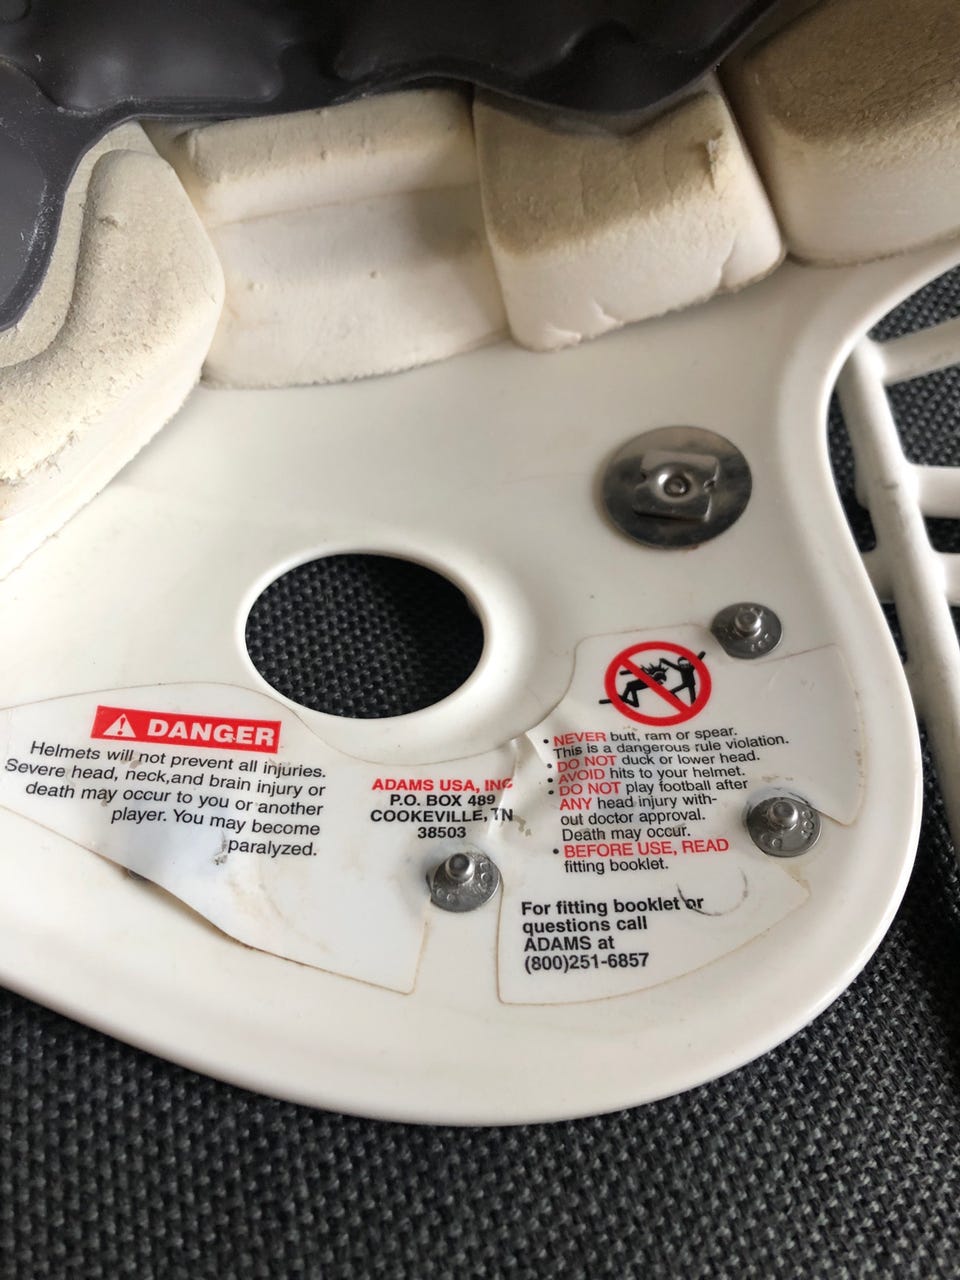 DANGER
Helmets will not prevent all injuries.
Severe head, neck,and brain injury or
death may occur to you or another
player. You may become
paralyzed.
ADAMS USA, INC
P.O. BOX 489
COOKEVILLE, TN
38503
• NEVER butt, ram or spear.
This is a dangerous rule violation.
• DO NOT duck or lower head.
• AVOID hits to your helmet.
• DO NOT play football after
ANY head injury with-
out doctor approval.
Death may occur.
• BEFORE USE, READ
fitting booklet.
For fitting booklet or
questions call
ADAMS at
(800)251-6857